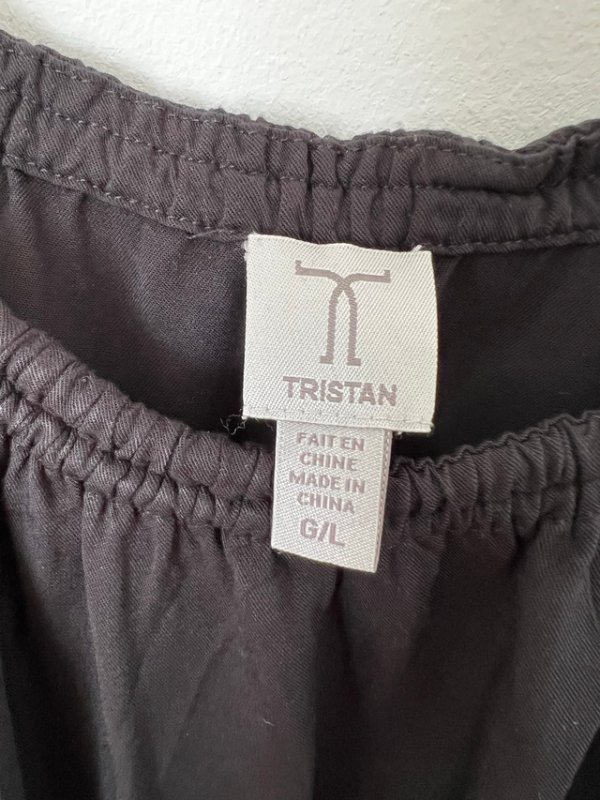 TRISTAN
FAIT EN
CHINE
MADE IN
CHINA
G/L